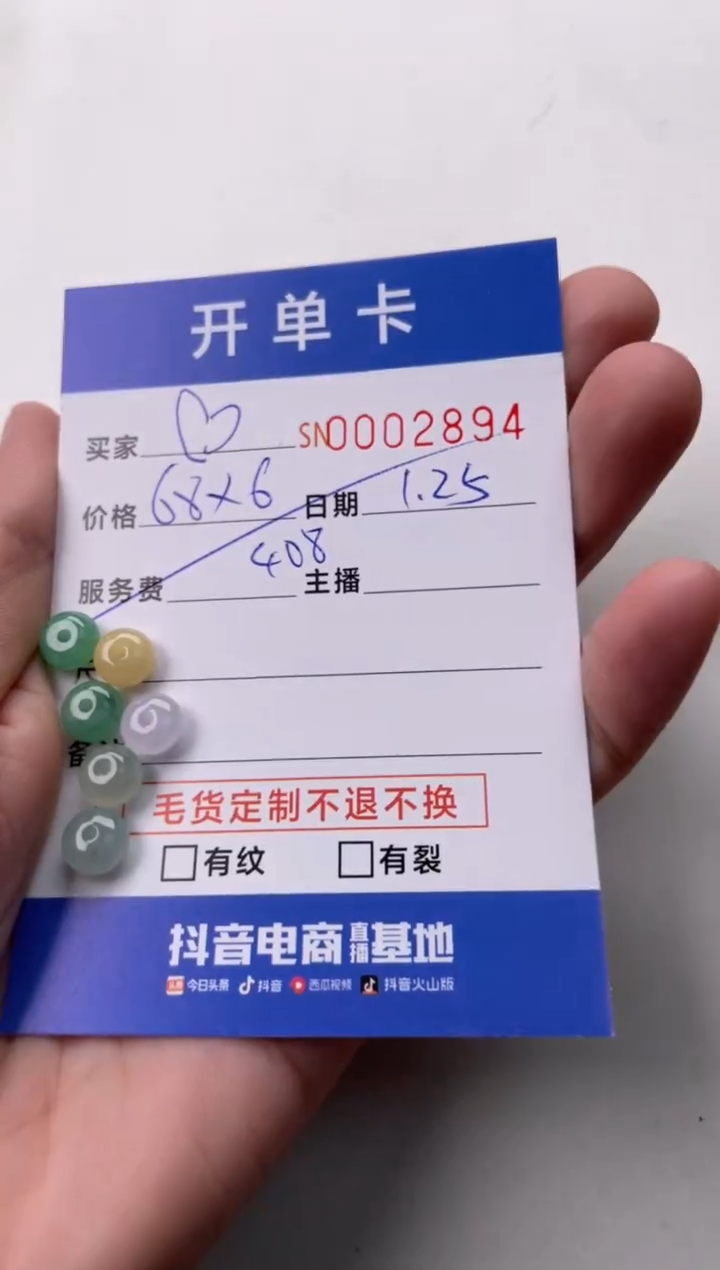 开单卡
买家 SN0002894
价格 68×6 日期 1.25
408
服务费 主播
备
毛货定制不退不换
□有纹 □有裂
抖音电商直播基地
今日头条 抖音 西瓜视频 抖音火山版